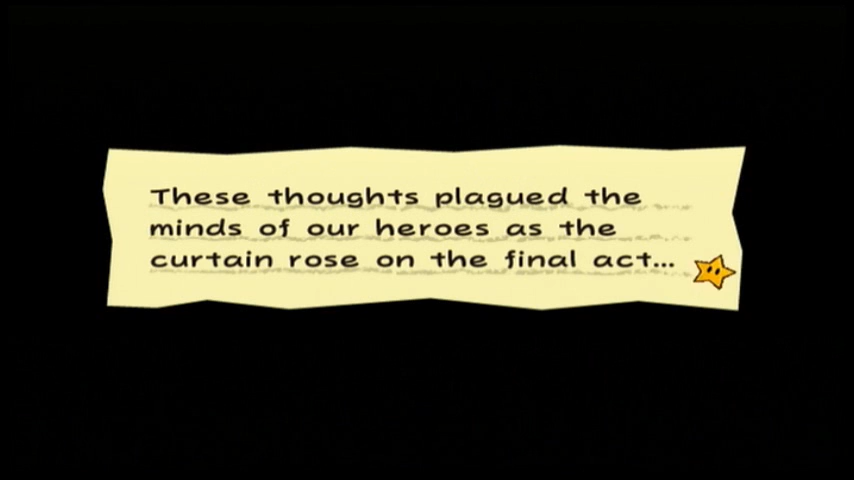 These thoughts plagued the
minds of our heroes as the
curtain rose on the final act...